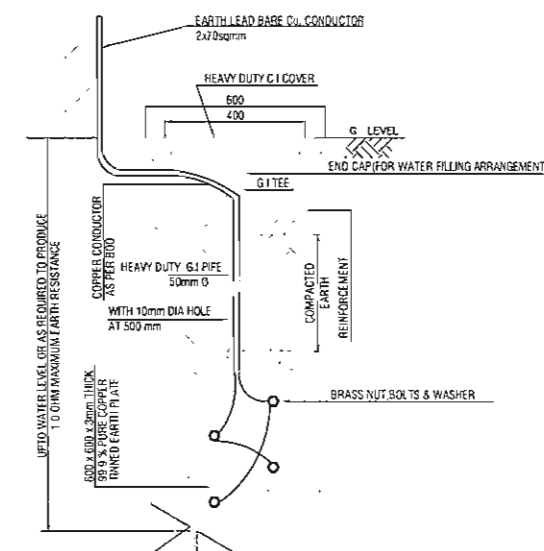 EARTH LEAD BARE Cu. CONDUCTOR
2x70sqmm
HEAVY DUTY C I COVER
600
400
G LEVEL
END CAP(FOR WATER FILLING ARRANGEMENT
G I TEE
COPPER CONDUCTOR
AS PER BOQ
HEAVY DUTY G.I PIPE
50mm Ø
WITH 10mm DIA HOLE
AT 500 mm
COMPACTED
EARTH
REINFORCEMENT
UPTO WATER LEVEL OR AS REQUIRED TO PRODUCE
1.0 OHM MAXIMUM EARTH RESISTANCE
600 x 600 x 3mm THICK
99.9 % PURE COPPER
TINNED EARTH PLATE
BRASS NUT,BOLTS & WASHER